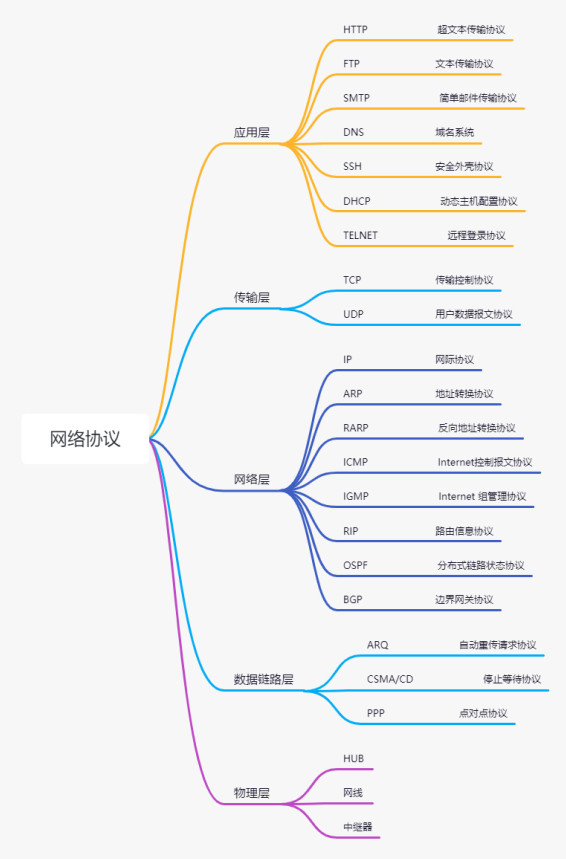 网络协议
应用层
HTTP 超文本传输协议
FTP 文本传输协议
SMTP 简单邮件传输协议
DNS 域名系统
SSH 安全外壳协议
DHCP 动态主机配置协议
TELNET 远程登录协议
传输层
TCP 传输控制协议
UDP 用户数据报文协议
网络层
IP 网际协议
ARP 地址转换协议
RARP 反向地址转换协议
ICMP Internet控制报文协议
IGMP Internet 组管理协议
RIP 路由信息协议
OSPF 分布式链路状态协议
BGP 边界网关协议
数据链路层
ARQ 自动重传请求协议
CSMA/CD 停止等待协议
PPP 点对点协议
物理层
HUB
网线
中继器